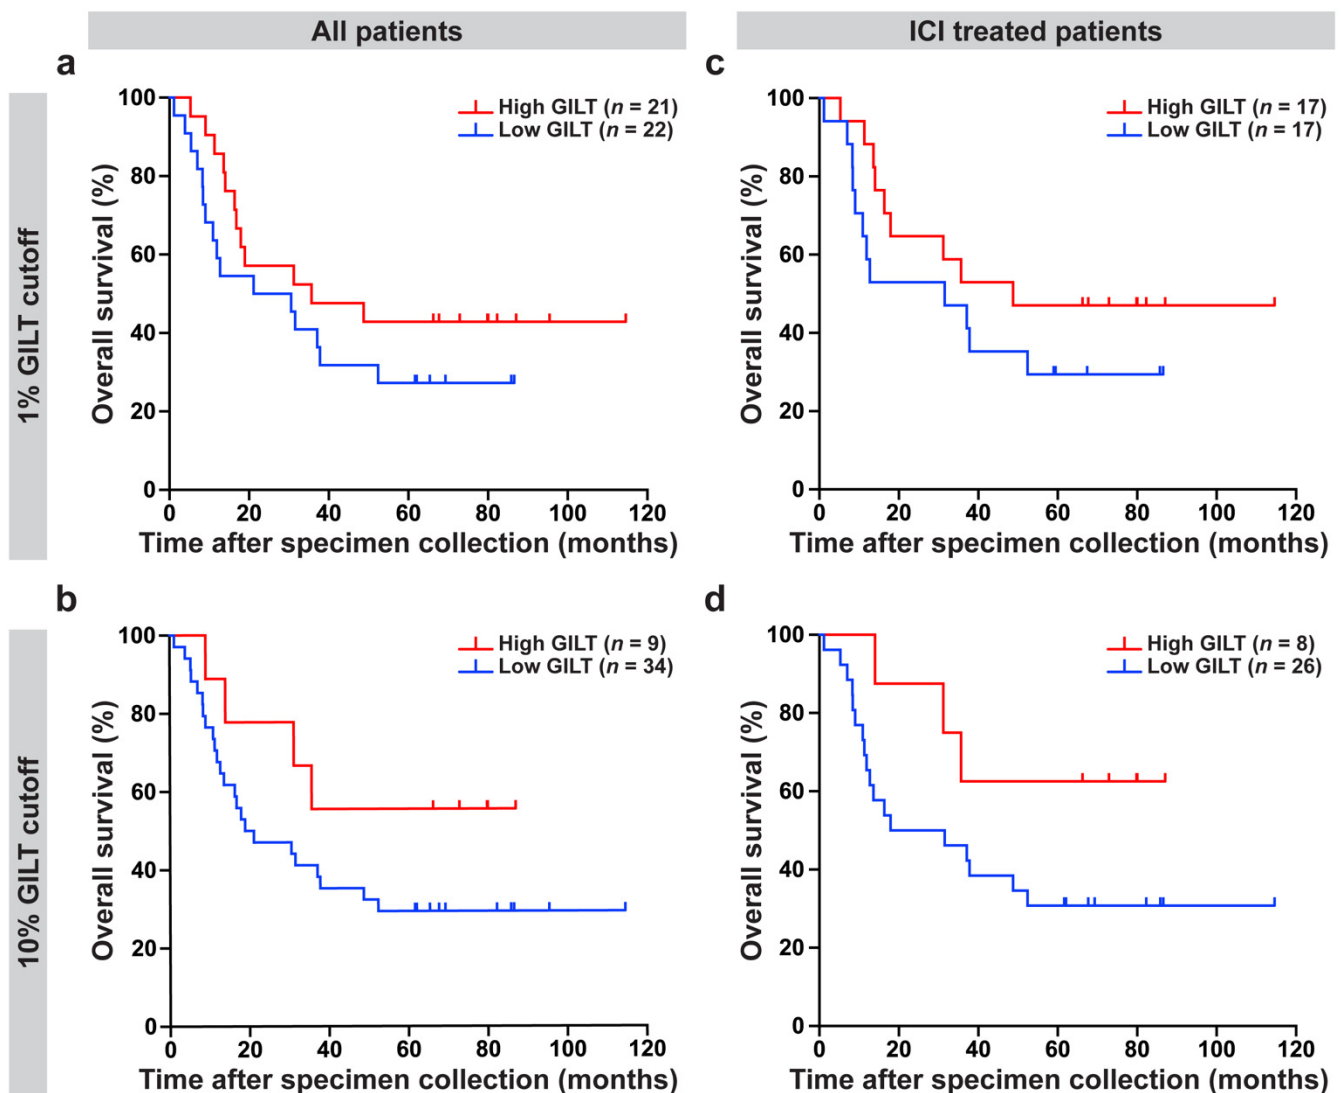 All patients
ICI treated patients
1% GILT cutoff
a
High GILT (n = 21)
Low GILT (n = 22)
Overall survival (%)
100
80
60
40
20
0
0 20 40 60 80 100 120
Time after specimen collection (months)
c
High GILT (n = 17)
Low GILT (n = 17)
Overall survival (%)
100
80
60
40
20
0
0 20 40 60 80 100 120
Time after specimen collection (months)
10% GILT cutoff
b
High GILT (n = 9)
Low GILT (n = 34)
Overall survival (%)
100
80
60
40
20
0
0 20 40 60 80 100 120
Time after specimen collection (months)
d
High GILT (n = 8)
Low GILT (n = 26)
Overall survival (%)
100
80
60
40
20
0
0 20 40 60 80 100 120
Time after specimen collection (months)